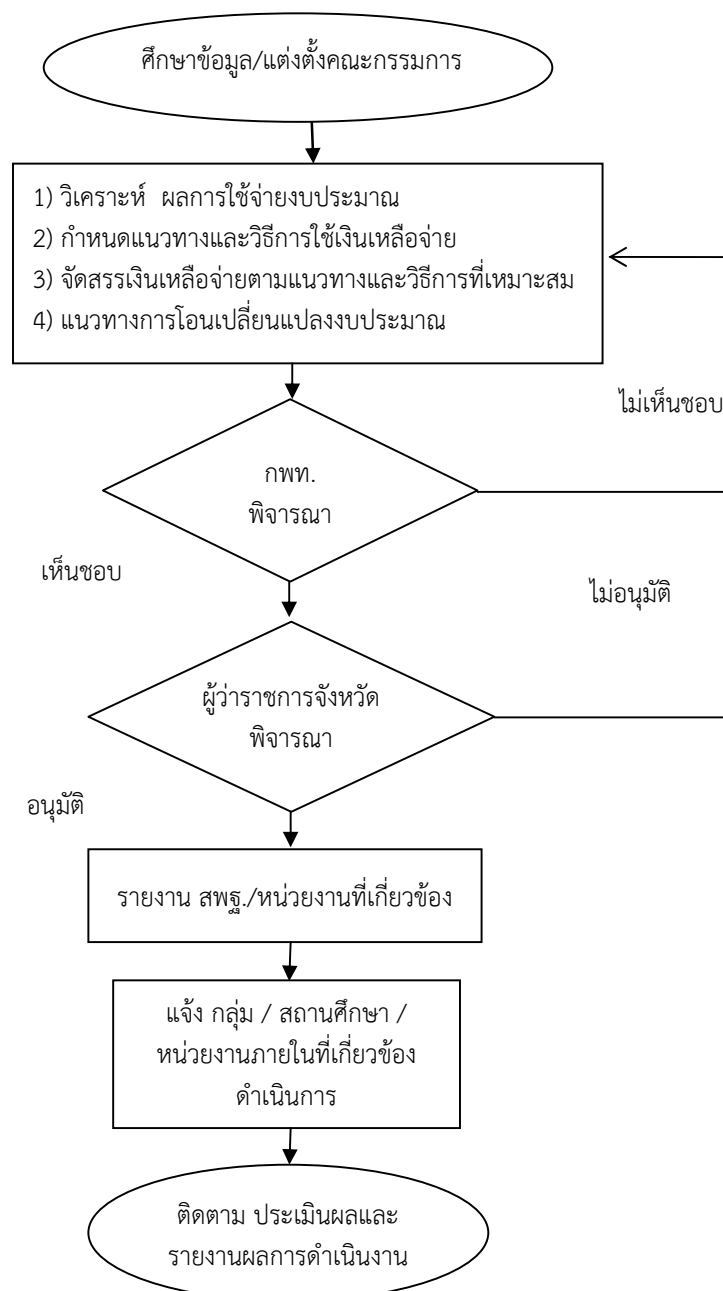 ศึกษาข้อมูล/แต่งตั้งคณะกรรมการ
1) วิเคราะห์  ผลการใช้จ่ายงบประมาณ
2) กำหนดแนวทางและวิธีการใช้เงินเหลือจ่าย
3) จัดสรรเงินเหลือจ่ายตามแนวทางและวิธีการที่เหมาะสม
4) แนวทางการโอนเปลี่ยนแปลงงบประมาณ
ไม่เห็นชอบ
กพท.
พิจารณา
เห็นชอบ
ไม่อนุมัติ
ผู้ว่าราชการจังหวัด
พิจารณา
อนุมัติ
รายงาน สพฐ./หน่วยงานที่เกี่ยวข้อง
แจ้ง กลุ่ม / สถานศึกษา /
หน่วยงานภายในที่เกี่ยวข้อง
ดำเนินการ
ติดตาม ประเมินผลและ
รายงานผลการดำเนินงาน